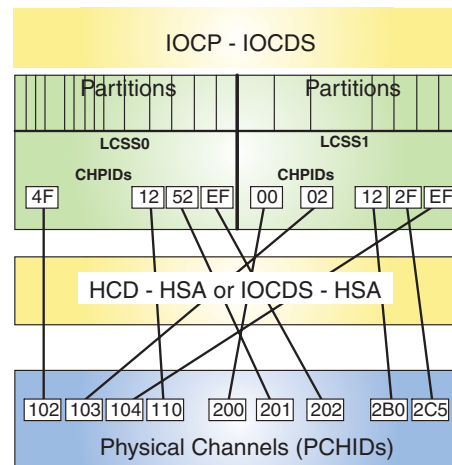 IOCP - IOCDS
Partitions Partitions
LCSS0 LCSS1
CHPIDs CHPIDs
4F 12 52 EF 00 02 12 2F EF
HCD - HSA or IOCDS - HSA
102 103 104 110 200 201 202 2B0 2C5
Physical Channels (PCHIDs)